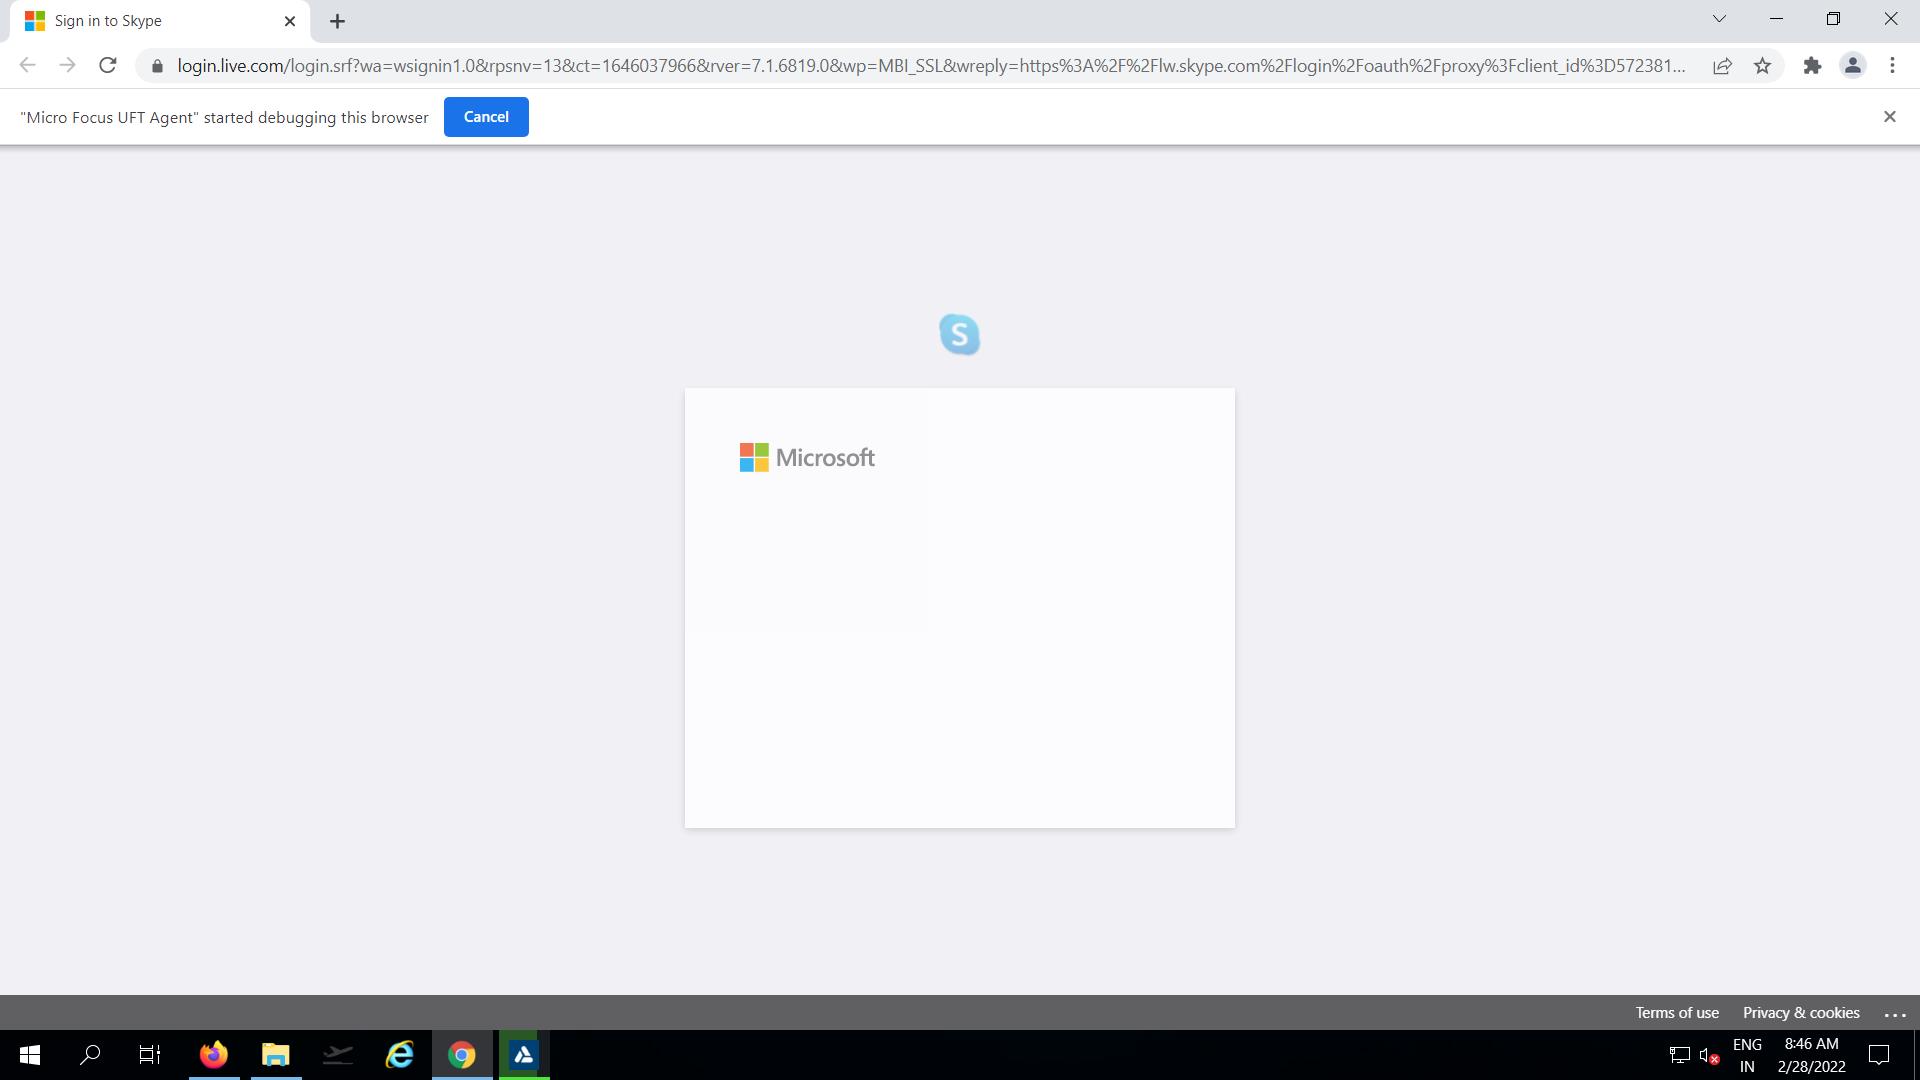 Sign in to Skype
login.live.com/login.srf?wa=wsignin1.0&rpsnv=13&ct=1646037966&rver=7.1.6819.0&wp=MBI_SSL&wreply=https%3A%2F%2Flw.skype.com%2Flogin%2Foauth%2Fproxy%3Fclient_id%3D572381...
"Micro Focus UFT Agent" started debugging this browser
Cancel
S
Microsoft
Terms of use
Privacy & cookies
ENG
IN
8:46 AM
2/28/2022